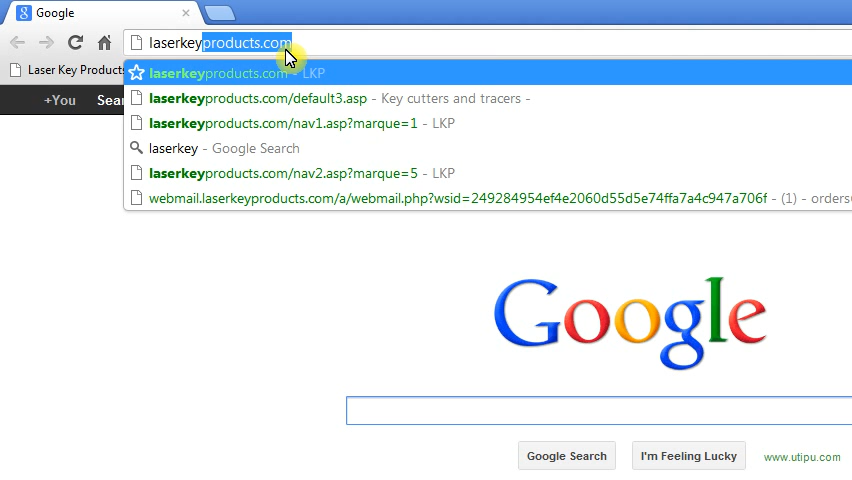 Google
laserkeyproducts.com
Laser Key Products
laserkeyproducts.com - LKP
+You
laserkeyproducts.com/default3.asp - Key cutters and tracers -
laserkeyproducts.com/nav1.asp?marque=1 - LKP
laserkey - Google Search
laserkeyproducts.com/nav2.asp?marque=5 - LKP
webmail.laserkeyproducts.com/a/webmail.php?wsid=249284954ef4e2060d55d5e74ffa7a4c947a706f - (1) - orders
Google
Google Search
I'm Feeling Lucky
www.utipu.com